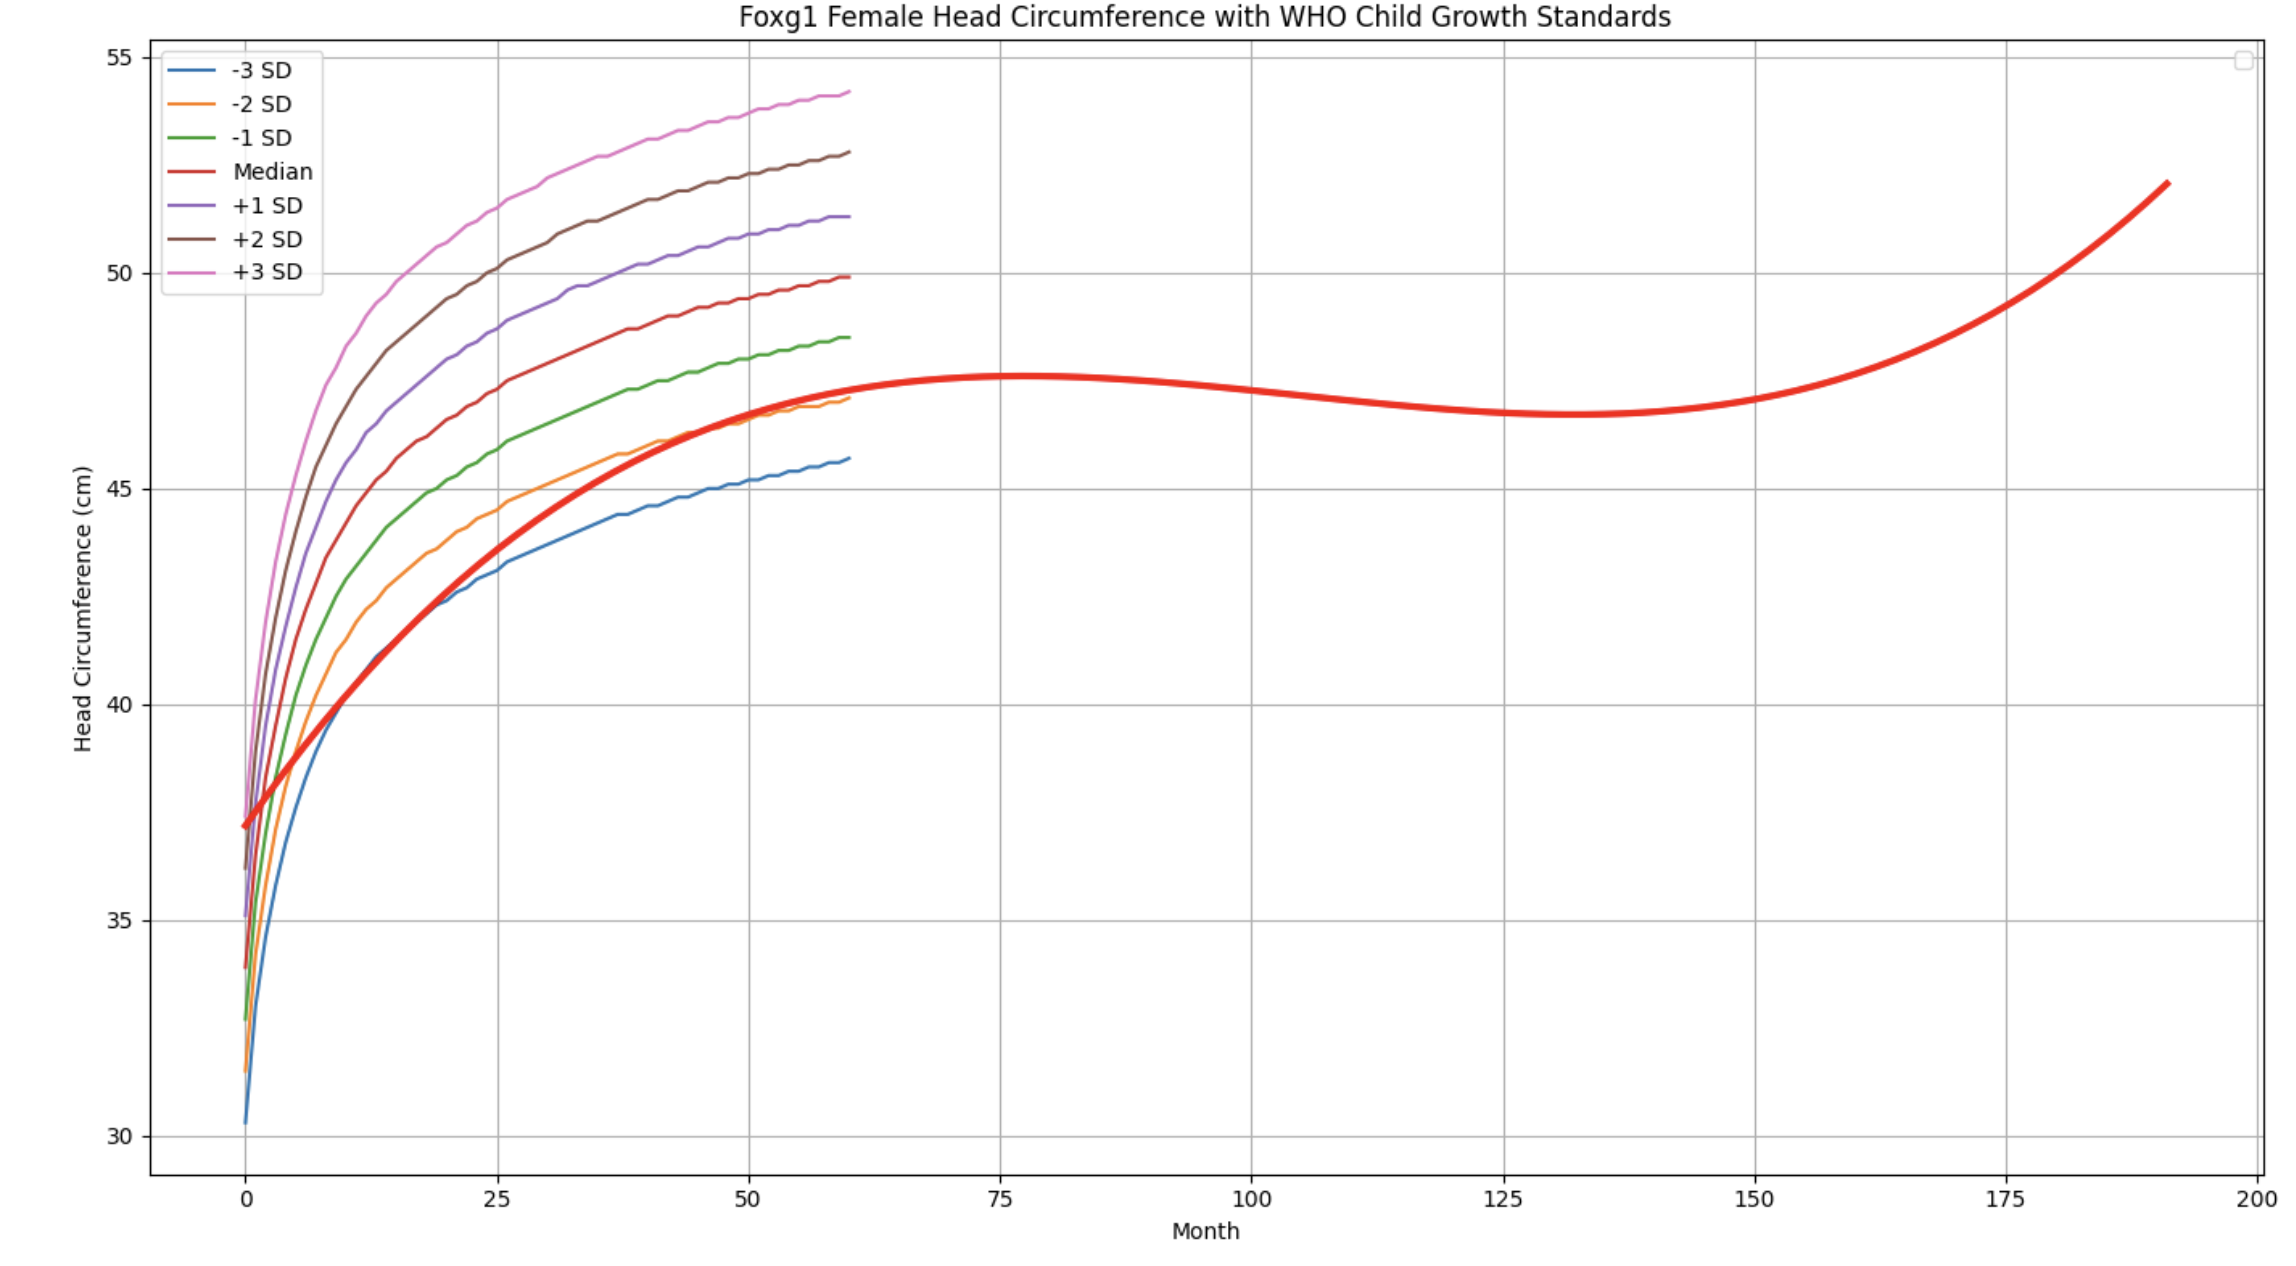 Foxg1 Female Head Circumference with WHO Child Growth Standards
55
50
45
40
35
30
Head Circumference (cm)
-3 SD
-2 SD
-1 SD
Median
+1 SD
+2 SD
+3 SD
0 25 50 75 100 125 150 175 200
Month